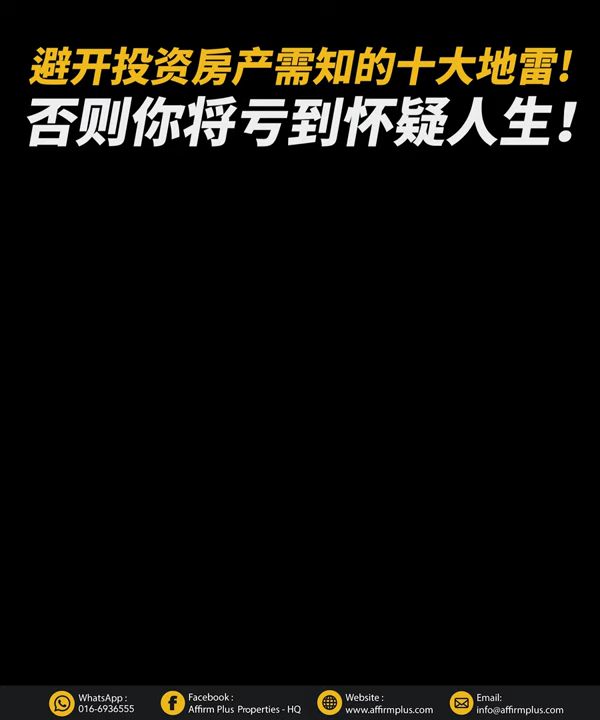 避开投资房产需知的十大地雷!
否则你将亏到怀疑人生!
WhatsApp :
016-6936555
Facebook :
Affirm Plus Properties - HQ
Website :
www.affirmplus.com
Email:
info@affirmplus.com